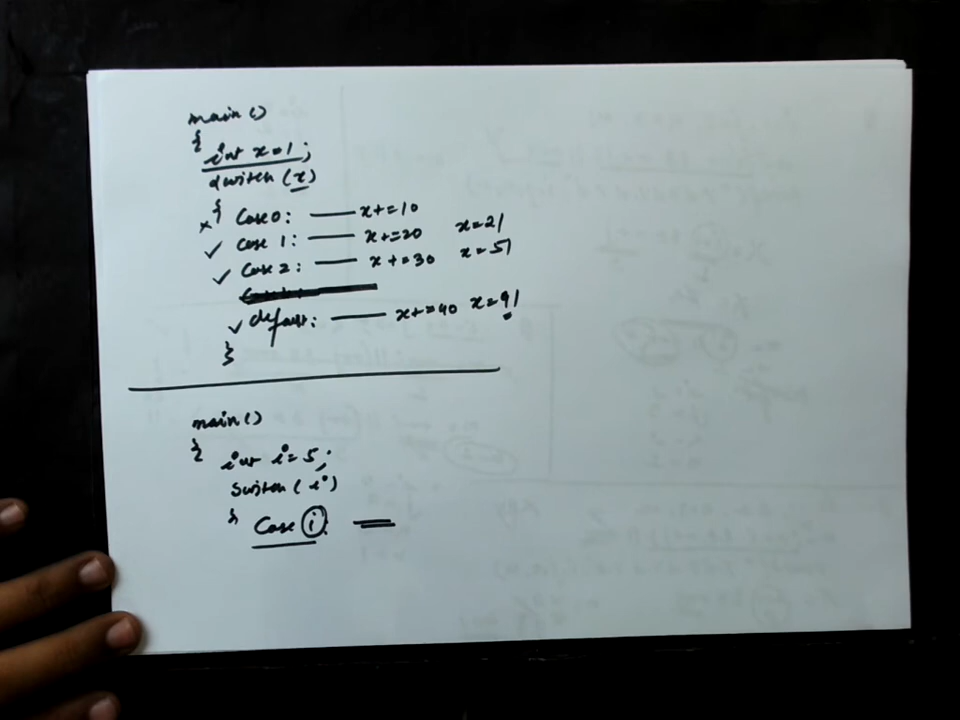 main()
{
int x=1;
switch (x)
{ Case 0: —— x+=10
Case 1: —— x+=20 x=21
Case 2: —— x+=30 x=51
default: —— x+=40 x=91
}
main()
{
int i=5;
switch (i)
{ Case i: